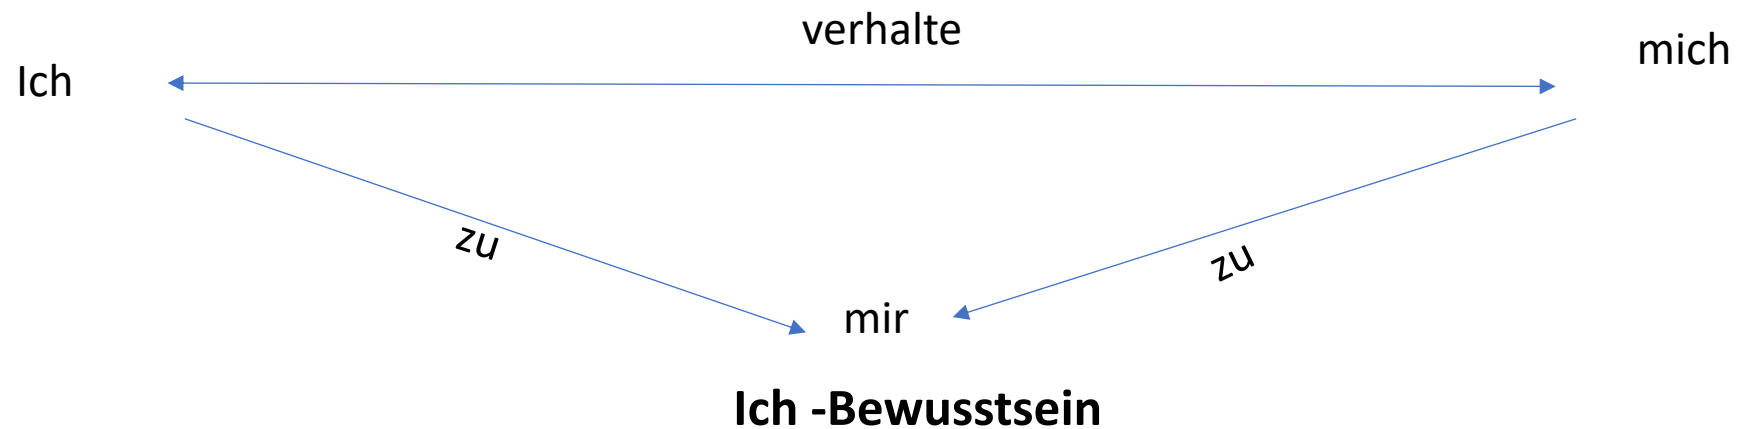 verhalte
Ich
mich
zu
zu
mir
Ich -Bewusstsein